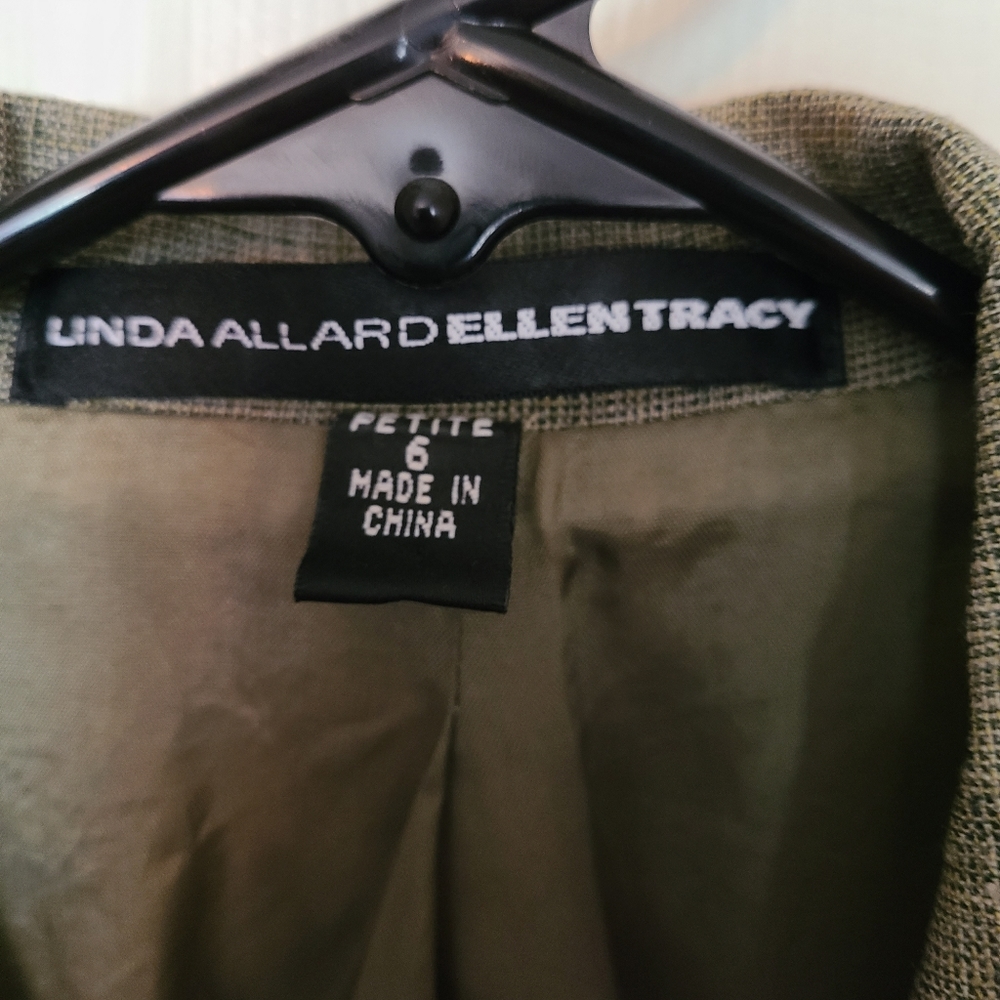 LINDA ALLARD ELLEN TRACY
PETITE
6
MADE IN
CHINA